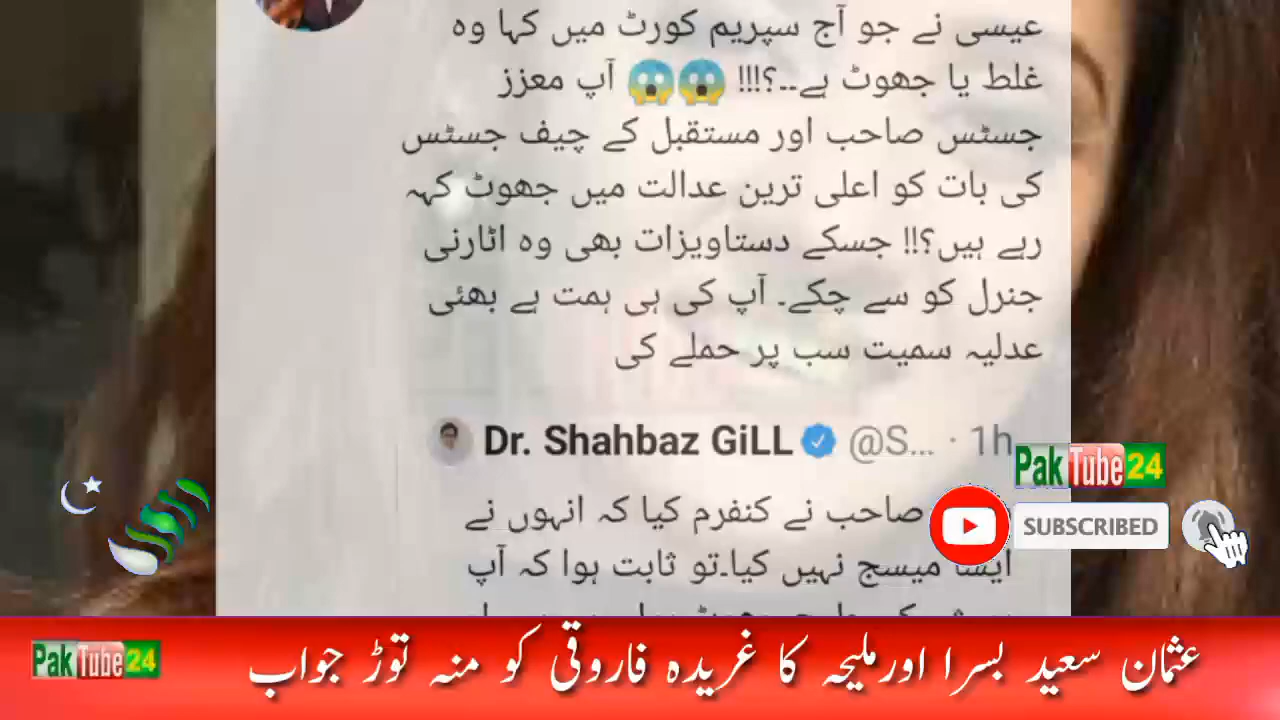 عیسی نے جو آج سپریم کورٹ میں کہا وہ
غلط یا جھوٹ ہے۔۔؟!!! 😱😱 آپ معزز
جسٹس صاحب اور مستقبل کے چیف جسٹس
کی بات کو اعلی ترین عدالت میں جھوٹ کہہ
رہے ہیں؟!! جسکے دستاویزات بھی وہ اٹارنی
جنرل کو سے چکے۔ آپ کی ہی ہمت ہے بھئی
عدلیہ سمیت سب پر حملے کی
Dr. Shahbaz GiLL @S... · 1h
صاحب نے کنفرم کیا کہ انہوں نے
ایسا میسج نہیں کیا۔تو ثابت ہوا کہ آپ
PakTube24
SUBSCRIBED
PakTube24
عثمان سعید بسرا اورملیحہ کا غریدہ فاروقی کو منہ توڑ جواب